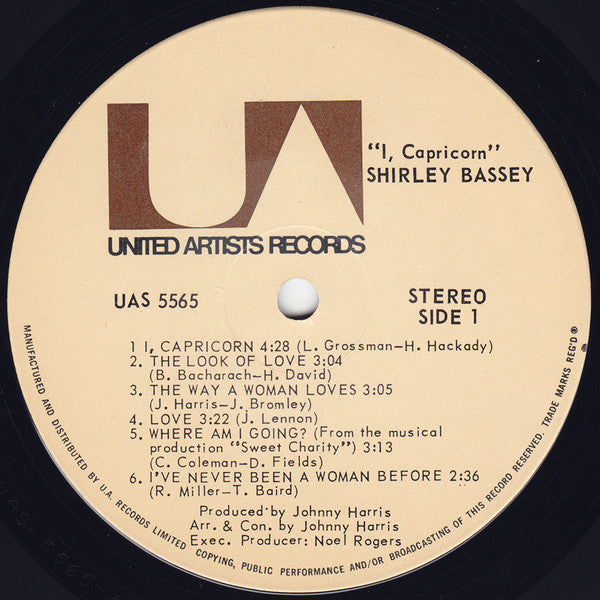 UA
"I, Capricorn"
SHIRLEY BASSEY
UNITED ARTISTS RECORDS
UAS 5565
STEREO
SIDE 1
1 I, CAPRICORN 4:28 (L. Grossman-H. Hackady)
2. THE LOOK OF LOVE 3:04
(B. Bacharach-H. David)
3. THE WAY A WOMAN LOVES 3:05
(J. Harris-J. Bromley)
4. LOVE 3:22 (J. Lennon)
5. WHERE AM I GOING? (From the musical
production "Sweet Charity") 3:13
(C. Coleman-D. Fields)
6. I'VE NEVER BEEN A WOMAN BEFORE 2:36
(R. Miller-T. Baird)
Produced by Johnny Harris
Arr. & Con. by Johnny Harris
Exec. Producer: Noel Rogers
MANUFACTURED AND DISTRIBUTED BY U.A. RECORDS LIMITED COPYING, PUBLIC PERFORMANCE AND/OR BROADCASTING OF THIS RECORD RESERVED. TRADE MARKS REG'D ®